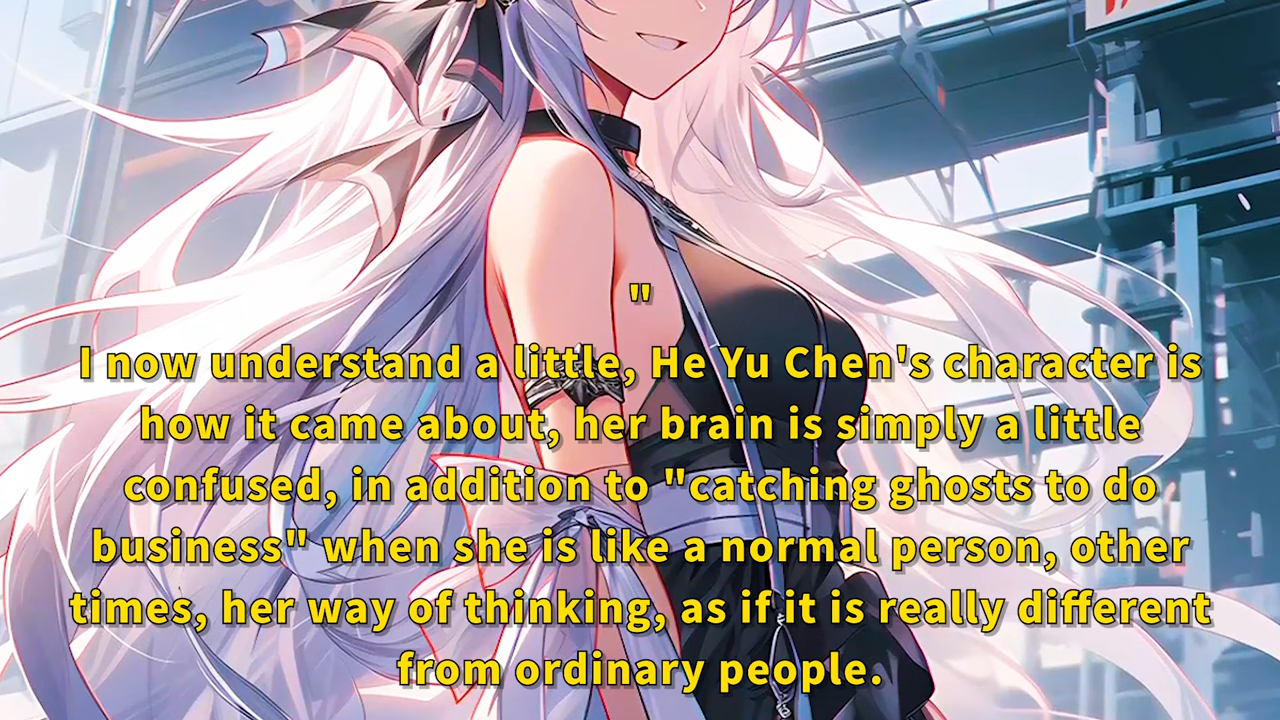 "
I now understand a little, He Yu Chen's character is
how it came about, her brain is simply a little
confused, in addition to "catching ghosts to do
business" when she is like a normal person, other
times, her way of thinking, as if it is really different
from ordinary people.